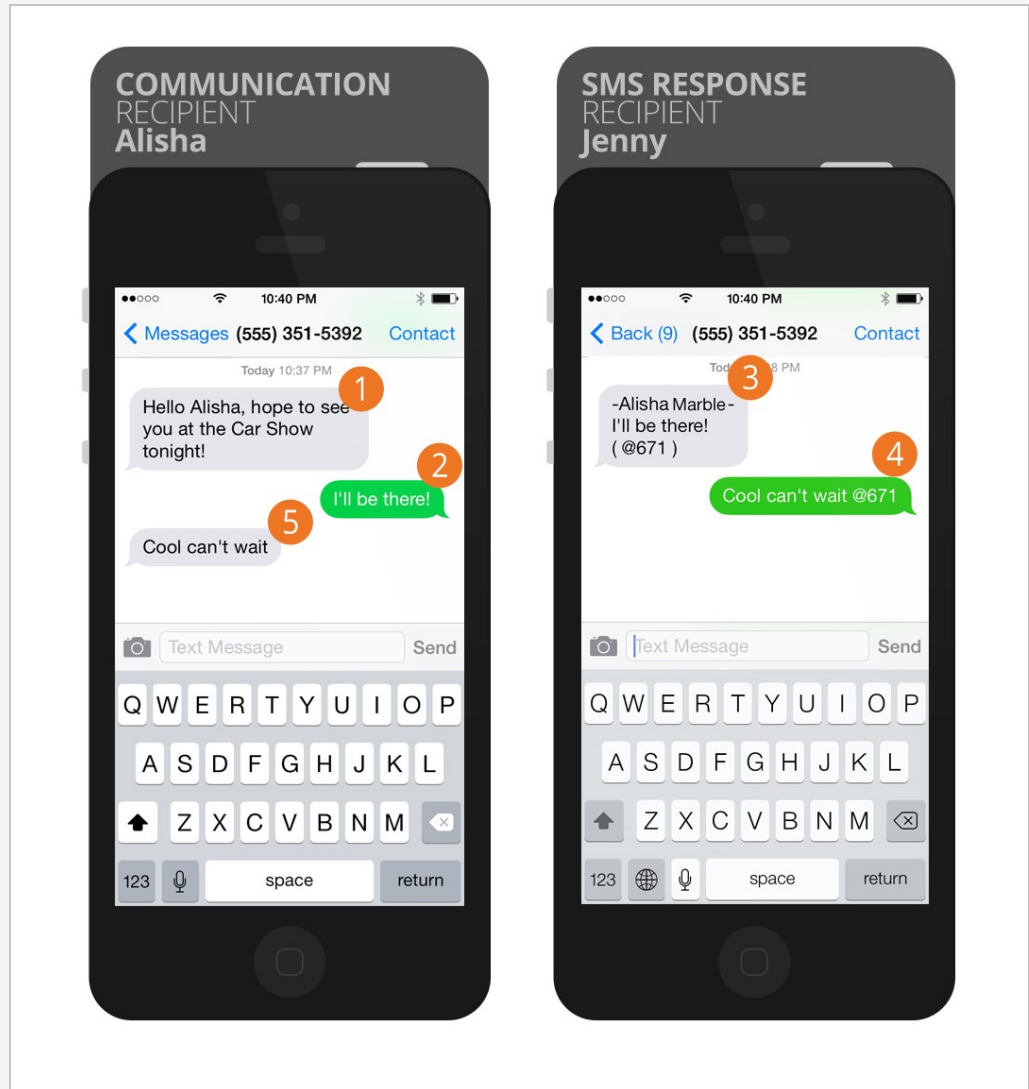 COMMUNICATION
RECIPIENT
Alisha
●●○○○ 10:40 PM
Messages (555) 351-5392 Contact
Today 10:37 PM
1
Hello Alisha, hope to see
you at the Car Show
tonight!
2
I'll be there!
5
Cool can't wait
Text Message Send
Q W E R T Y U I O P
A S D F G H J K L
Z X C V B N M
123 space return
SMS RESPONSE
RECIPIENT
Jenny
●●○○○ 10:40 PM
Back (9) (555) 351-5392 Contact
8 PM
3
-Alisha Marble-
I'll be there!
( @671 )
4
Cool can't wait @671
Text Message Send
Q W E R T Y U I O P
A S D F G H J K L
Z X C V B N M
123 space return